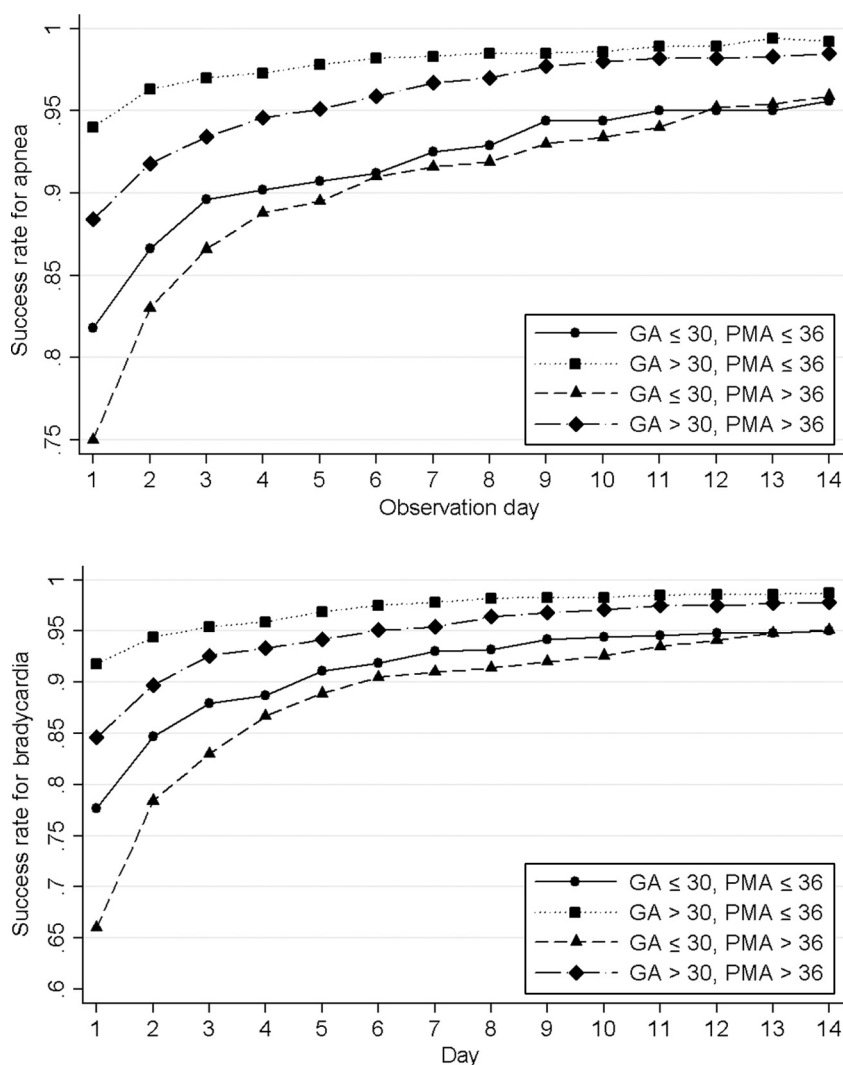 Success rate for apnea
1
.95
.9
.85
.8
.75
GA ≤ 30, PMA ≤ 36
GA > 30, PMA ≤ 36
GA ≤ 30, PMA > 36
GA > 30, PMA > 36
1 2 3 4 5 6 7 8 9 10 11 12 13 14
Observation day
Success rate for bradycardia
1
.95
.9
.85
.8
.75
.7
.65
.6
GA ≤ 30, PMA ≤ 36
GA > 30, PMA ≤ 36
GA ≤ 30, PMA > 36
GA > 30, PMA > 36
1 2 3 4 5 6 7 8 9 10 11 12 13 14
Day